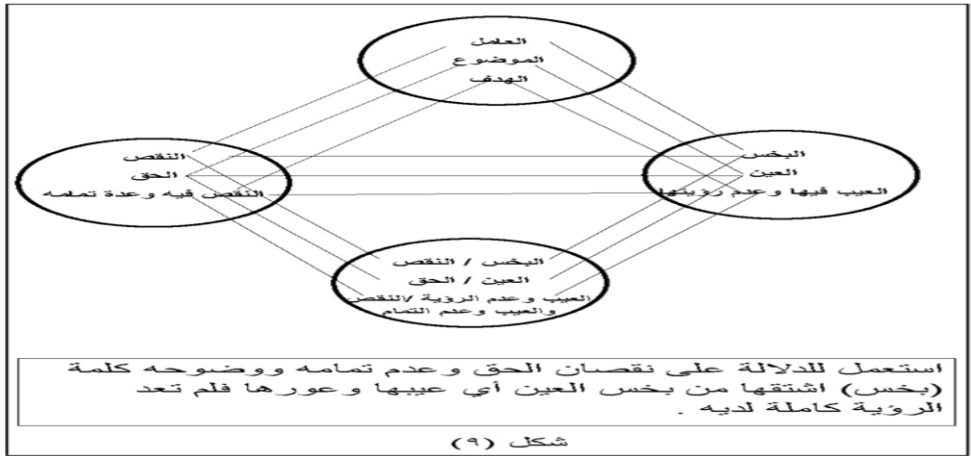 العامل
الموضوع
الهدف
البخس
العين
العيب فيها وعدم رؤيتها
النقص
الحق
النقص فيه وعدة تمامه
البخس / النقص
العين / الحق
العيب وعدم الرؤية /النقص
والعيب وعدم التمام
استعمل للدلالة على نقصان الحق وعدم تمامه ووضوحه كلمة
(بخس) اشتقها من بخس العين أي عيبها وعورها فلم تعد
الرؤية كاملة لديه .
شكل (٩)